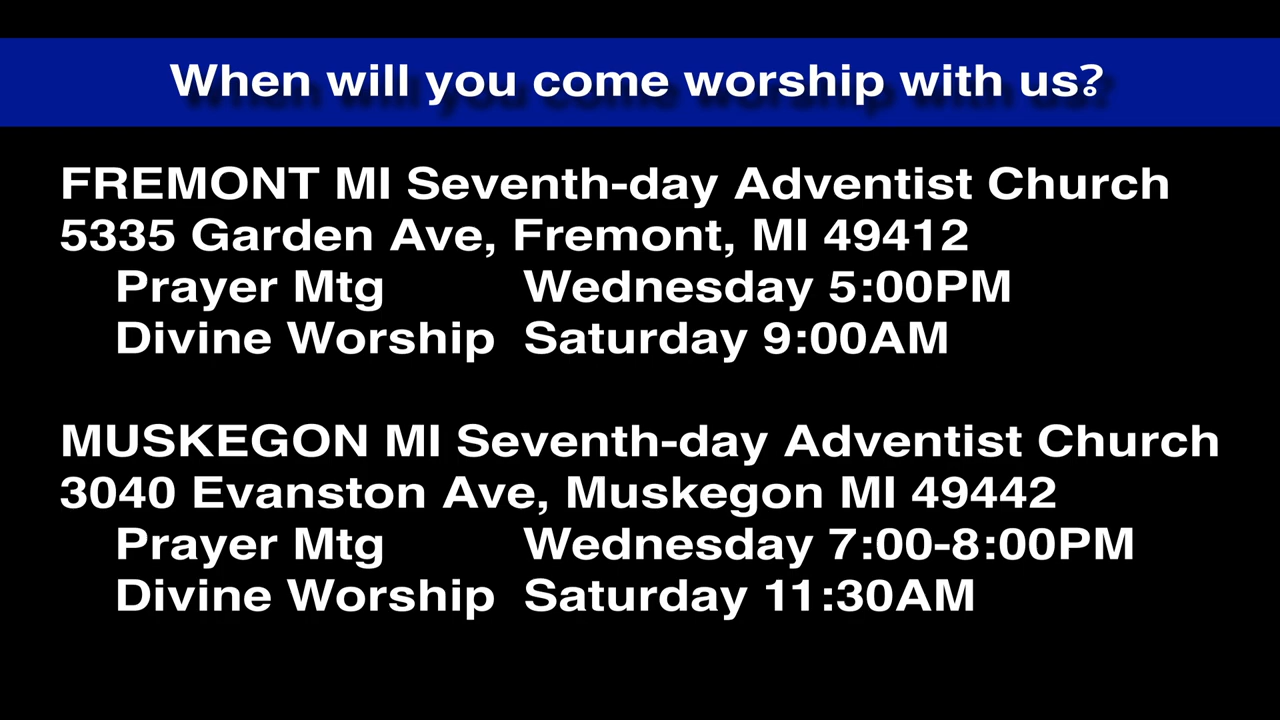 When will you come worship with us?
FREMONT MI Seventh-day Adventist Church
5335 Garden Ave, Fremont, MI 49412
Prayer Mtg Wednesday 5:00PM
Divine Worship Saturday 9:00AM
MUSKEGON MI Seventh-day Adventist Church
3040 Evanston Ave, Muskegon MI 49442
Prayer Mtg Wednesday 7:00-8:00PM
Divine Worship Saturday 11:30AM